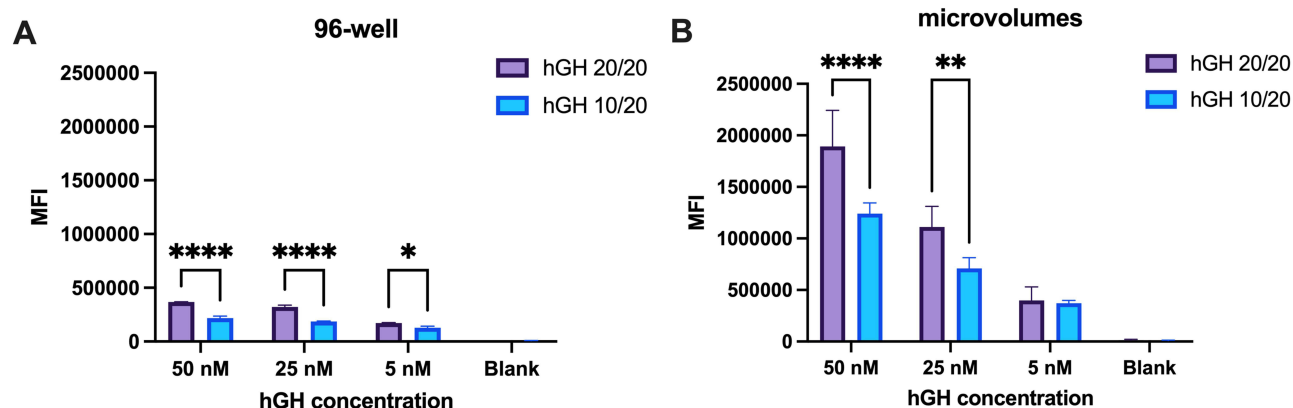 A
96-well
hGH 20/20
hGH 10/20
2500000
2000000
1500000
1000000
500000
0
MFI
****
****
*
50 nM
25 nM
5 nM
Blank
hGH concentration
B
microvolumes
hGH 20/20
hGH 10/20
2500000
2000000
1500000
1000000
500000
0
MFI
****
**
50 nM
25 nM
5 nM
Blank
hGH concentration